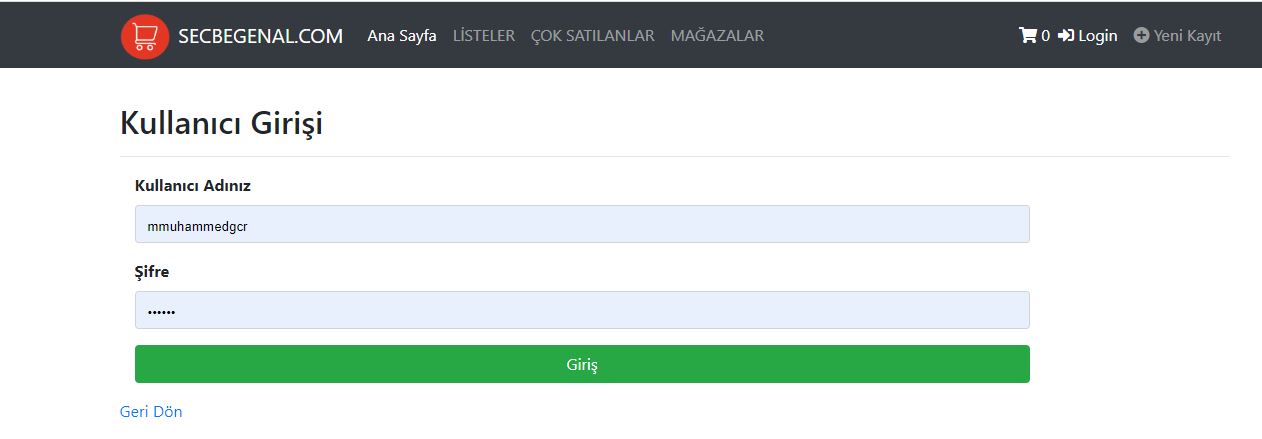 SECBEGENAL.COM Ana Sayfa LİSTELER ÇOK SATILANLAR MAĞAZALAR 0 Login Yeni Kayıt
Kullanıcı Girişi
Kullanıcı Adınız
mmuhammedgcr
Şifre
••••••
Giriş
Geri Dön